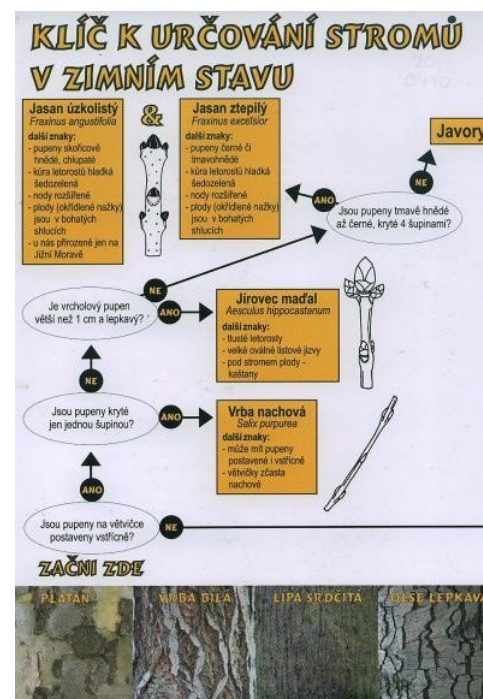 KLÍČ K URČOVÁNÍ STROMŮ
V ZIMNÍM STAVU
Jasan úzkolistý
Fraxinus angustifolia
další znaky:
- pupeny skořicově
hnědé, chlupaté
- kůra letorostů hladká
šedozelená
- nody rozšířené
- plody (okřídlené nažky)
jsou v bohatých
shlucích
- u nás přirozeně jen na
Jižní Moravě
&
Jasan ztepilý
Fraxinus excelsior
další znaky:
- pupeny černé či
tmavohnědé
- kůra letorostů hladká
šedozelená
- nody rozšířené
- plody (okřídlené nažky)
jsou v bohatých
shlucích
Javory
NE
ANO
Jsou pupeny tmavě hnědé
až černé, kryté 4 šupinami?
NE
Je vrcholový pupen
větší než 1 cm a lepkavý?
ANO
Jírovec maďal
Aesculus hippocastanum
další znaky:
- tlusté letorosty
- velké oválné listové jizvy
- pod stromem plody -
kaštany
NE
Jsou pupeny kryté
jen jednou šupinou?
ANO
Vrba nachová
Salix purpurea
další znaky:
- může mít pupeny
postavené i vstřícně
- větvičky zčásta
nachové
ANO
Jsou pupeny na větvičce
postaveny vstřícně?
NE
ZAČNI ZDE
PLATAN
VRBA BÍLÁ
LÍPA SRDČITÁ
OLŠE LEPKAVÁ